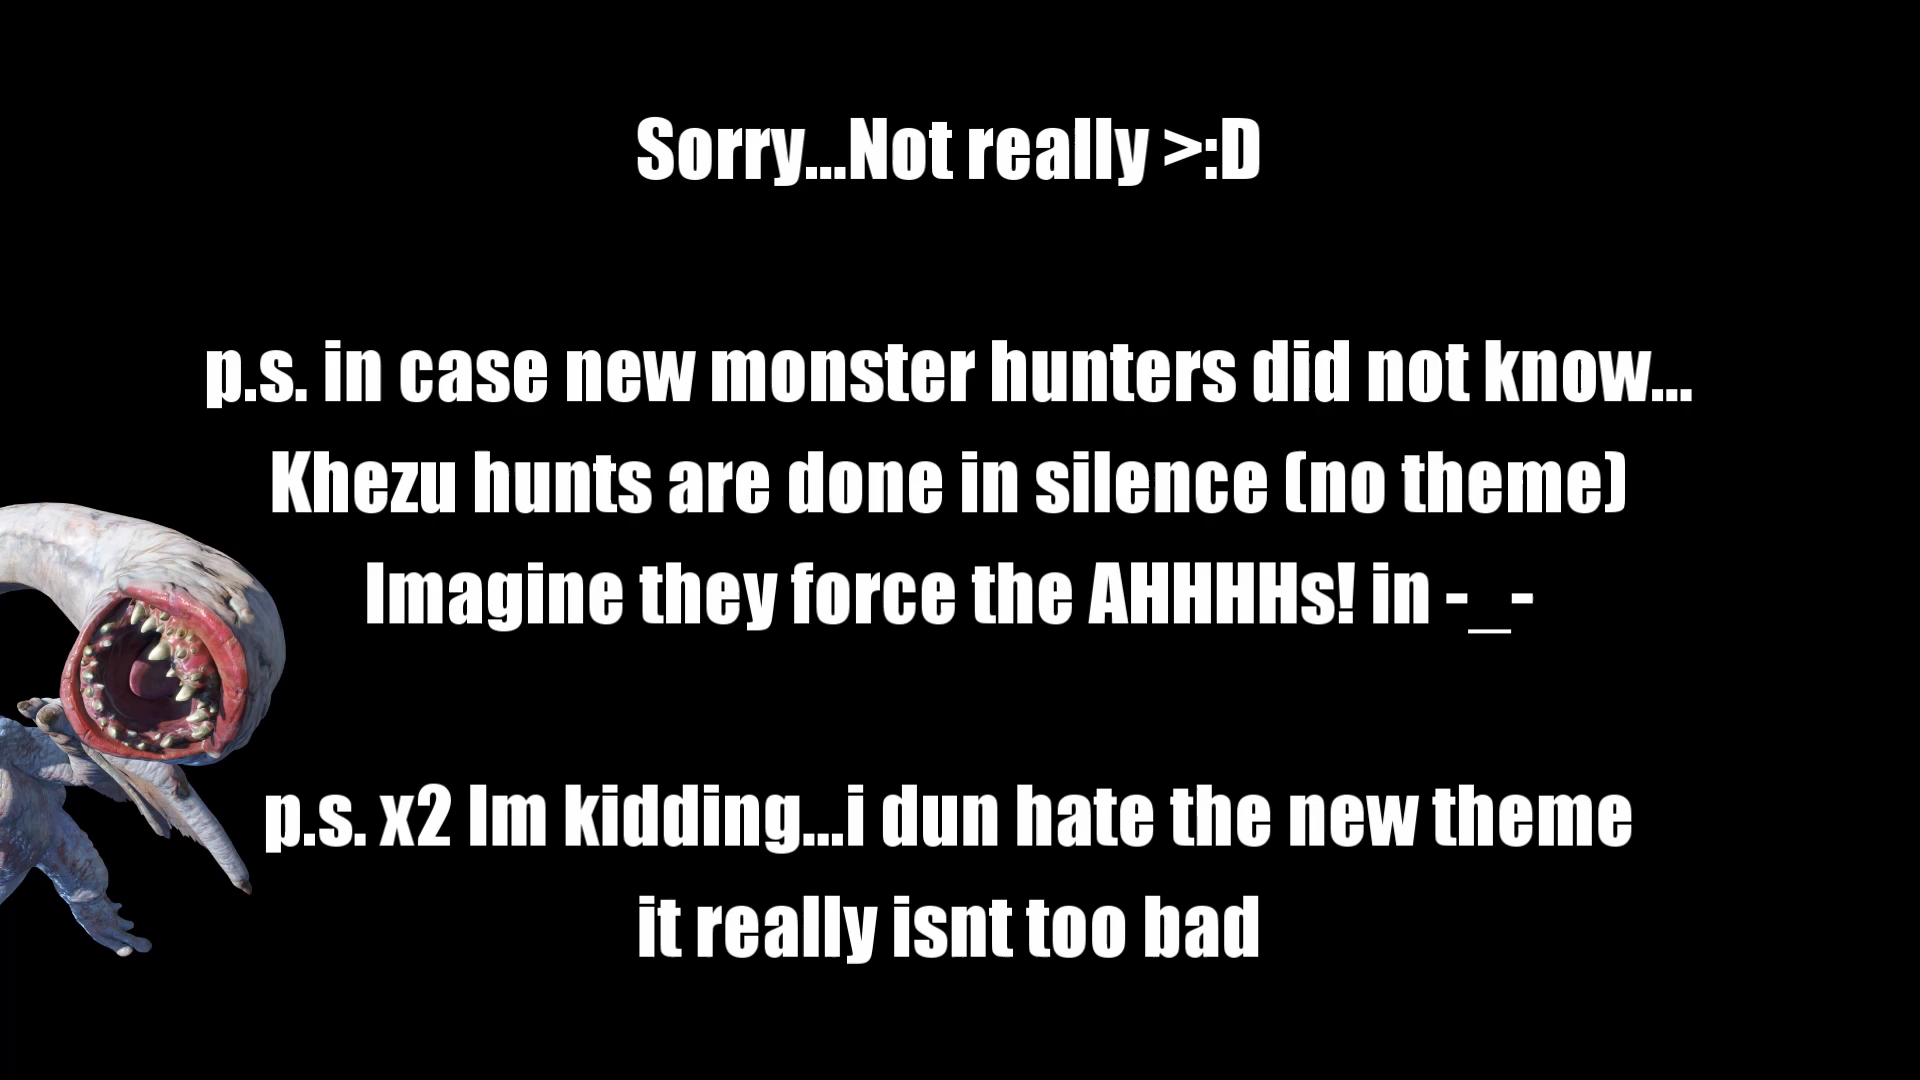 Sorry...Not really >:D
p.s. in case new monster hunters did not know...
Khezu hunts are done in silence (no theme)
Imagine they force the AHHHHs! in -_-
p.s. x2 Im kidding...i dun hate the new theme
it really isnt too bad